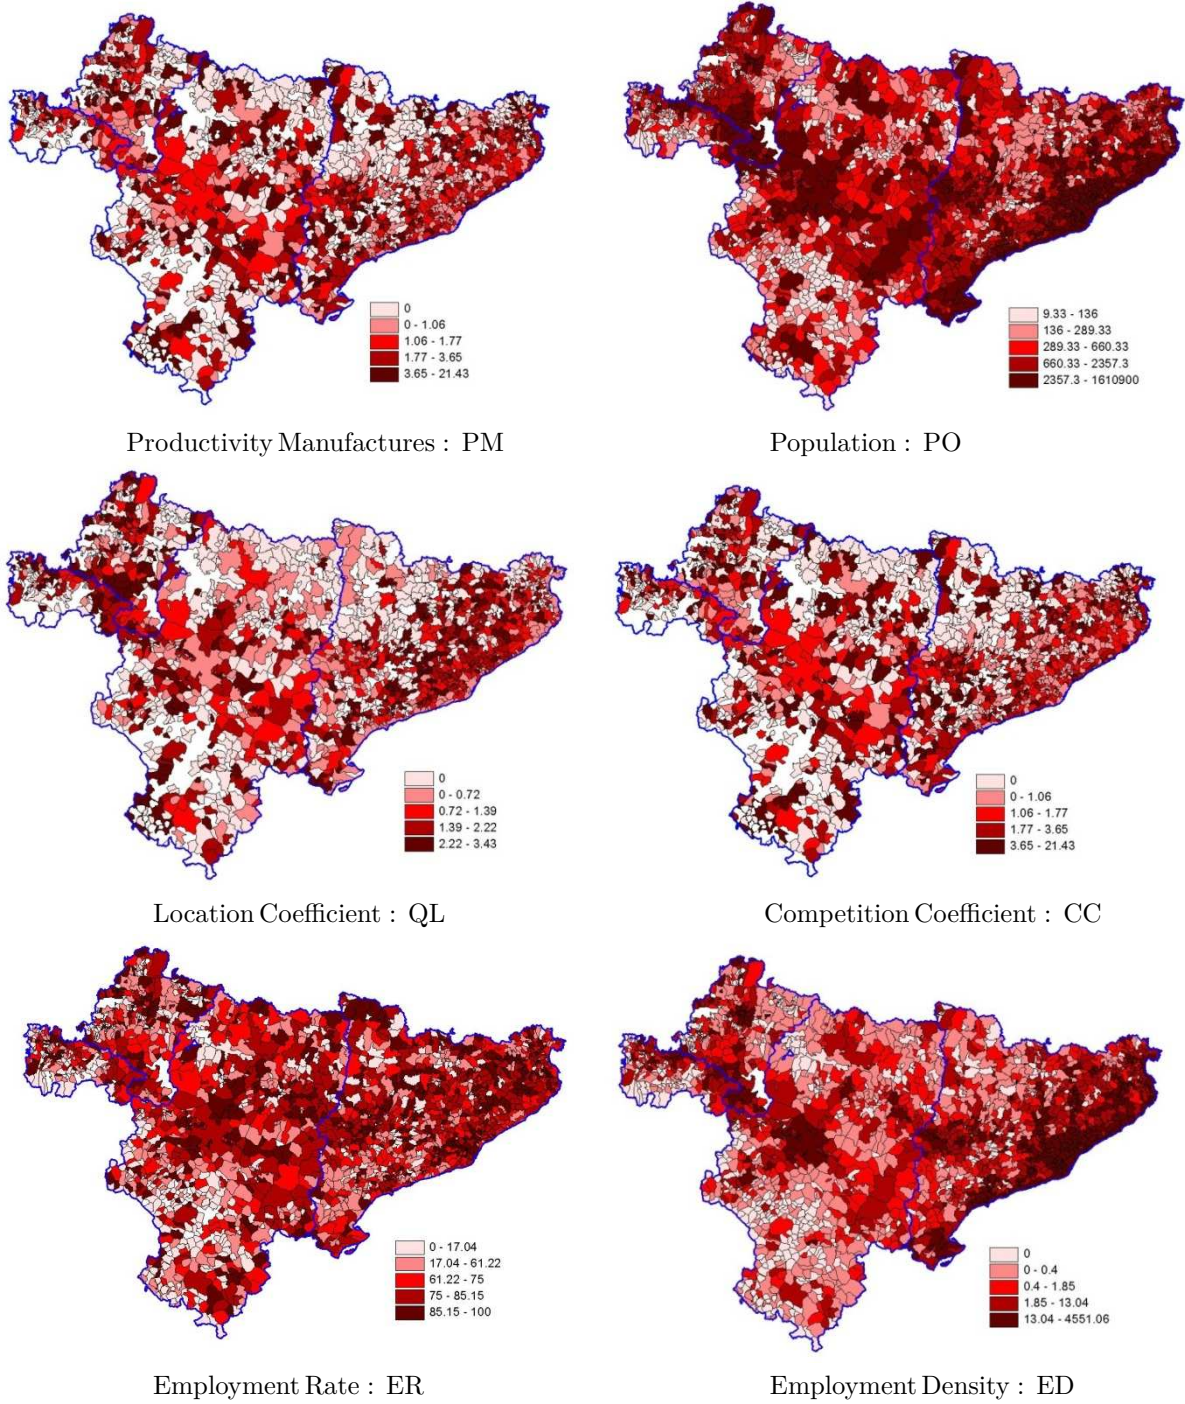 0
0 - 1.06
1.06 - 1.77
1.77 - 3.65
3.65 - 21.43
9.33 - 136
136 - 289.33
289.33 - 660.33
660.33 - 2357.3
2357.3 - 1610900
Productivity Manufactures : PM
Population : PO
0
0 - 0.72
0.72 - 1.39
1.39 - 2.22
2.22 - 3.43
0
0 - 1.06
1.06 - 1.77
1.77 - 3.65
3.65 - 21.43
Location Coefficient : QL
Competition Coefficient : CC
0 - 17.04
17.04 - 61.22
61.22 - 75
75 - 85.15
85.15 - 100
0
0 - 0.4
0.4 - 1.85
1.85 - 13.04
13.04 - 4551.06
Employment Rate : ER
Employment Density : ED